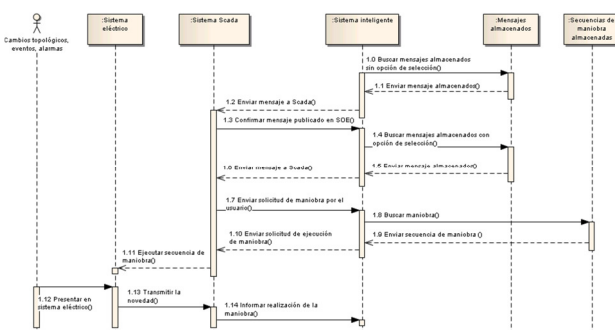 :Sistema
eléctrico
:Sistema Scada
:Sistema inteligente
:Mensajes
almacenados
:Secuencias de
maniobra
almacenadas
Cambios topológicos,
eventos, alarmas
1.0 Buscar mensajes almacenados
sin opción de selección()
1.1 Enviar mensaje almacenados()
1.2 Enviar mensaje a Scada()
1.3 Confirmar mensaje publicado en SOE()
1.4 Buscar mensajes almacenados con
opción de selección()
1.5 Enviar mensaje almacenados()
1.6 Enviar mensaje a Scada()
1.7 Enviar solicitud de maniobra por el
usuario()
1.8 Buscar maniobra()
1.9 Enviar secuencia de maniobra ()
1.10 Enviar solicitud de ejecución
de maniobra()
1.11 Ejecutar secuencia de
maniobra()
1.12 Presentar en
sistema eléctrico()
1.13 Transmitir la
novedad()
1.14 Informar realización de la
maniobra()